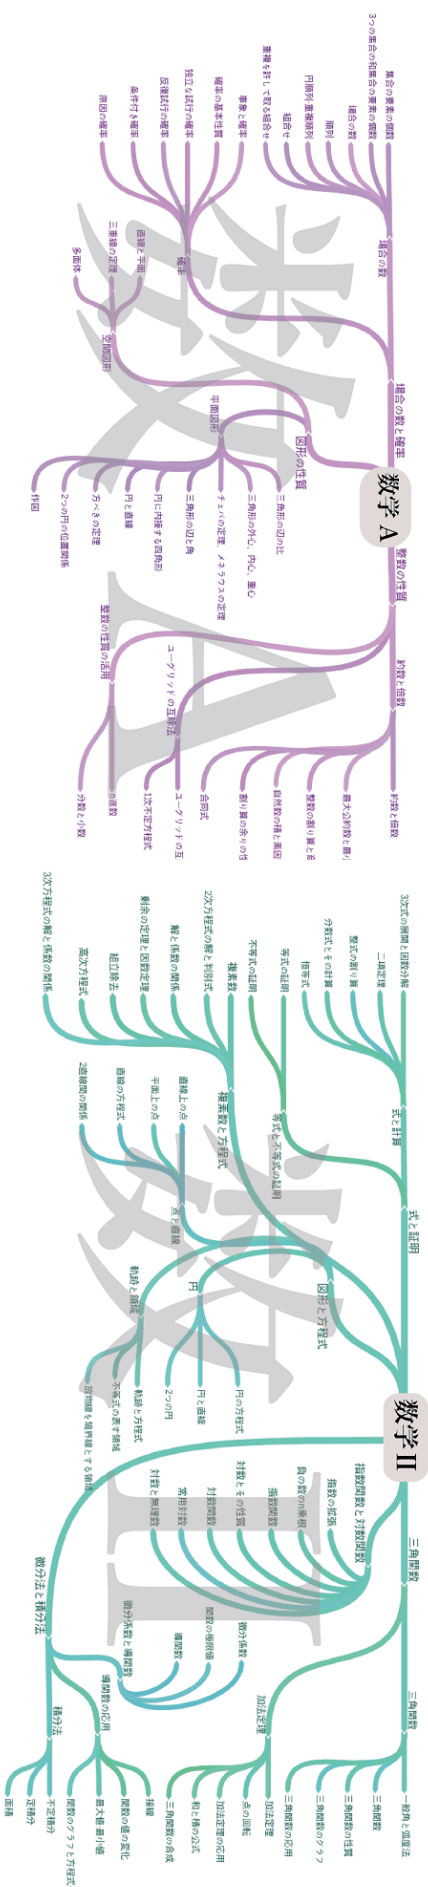 数学 A
場合の数と確率
場合の数
集合の要素の個数
3つの集合の和集合の要素の個数
場合の数
順列
円順列·重複順列
組合せ
重複を許して取る組合せ
確率
事象と確率
確率の基本性質
独立な試行の確率
反復試行の確率
条件付き確率
原因の確率
図形の性質
空間図形
直線と平面
三垂線の定理
多面体
平面図形
三角形の辺の比
三角形の外心、内心、重心
チェバの定理、メネラウスの定理
三角形の辺と角
円に内接する四角形
円と直線
方べきの定理
2つの円の位置関係
作図
整数の性質
約数と倍数
約数と倍数
最大公約数と最小
整数の割り算と商
自然数の積と素因
割り算の余りの性
合同式
ユーグリッドの互除法
ユーグリッドの互
1次不定方程式
整数の性質の活用
n進数
分数と小数
数A
数学 II
式と証明
式と計算
3次式の展開と因数分解
二項定理
整式の割り算
分数式とその計算
恒等式
等式と不等式の証明
等式の証明
不等式の証明
複素数と方程式
複素数
2次方程式の解と判別式
解と係数の関係
剰余の定理と因数定理
組立除去
高次方程式
3次方程式の解と係数の関係
図形と方程式
点と直線
直線上の点
平面上の点
直線の方程式
2直線間の関係
円
円の方程式
円と直線
2つの円
軌跡と領域
軌跡と方程式
不等式の表す領域
放物線を境界線とする領域
三角関数
三角関数
一般角と弧度法
三角関数
三角関数の性質
三角関数のグラフ
三角関数の応用
加法定理
加法定理
点の回転
加法定理の応用
和と積の公式
三角関数の合成
指数関数と対数関数
指数の拡張
負の数のn乗根
指数関数
対数とその性質
対数関数
常用対数
対数と無理数
微分法と積分法
微分係数と導関数
微分係数
関数の極限値
導関数
導関数の応用
接線
関数の値の変化
最大値·最小値
関数のグラフと方程式
積分法
不定積分
定積分
面積
数II